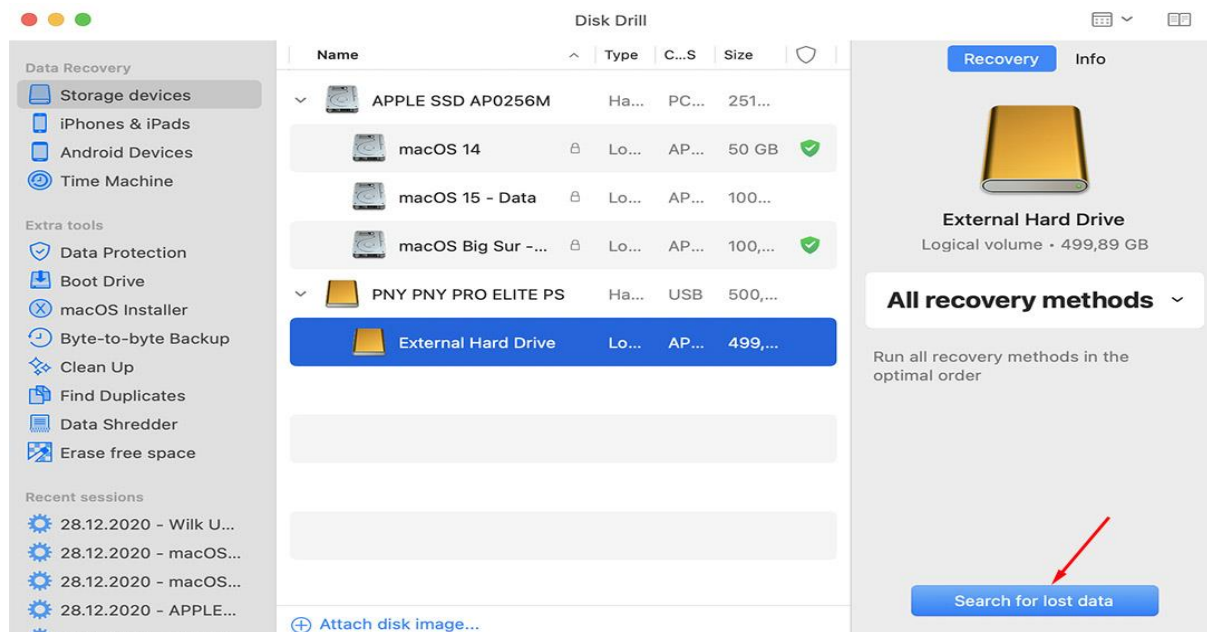 Disk Drill
Data Recovery
Storage devices
iPhones & iPads
Android Devices
Time Machine
Extra tools
Data Protection
Boot Drive
macOS Installer
Byte-to-byte Backup
Clean Up
Find Duplicates
Data Shredder
Erase free space
Recent sessions
28.12.2020 - Wilk U...
28.12.2020 - macOS...
28.12.2020 - macOS...
28.12.2020 - APPLE...
Name Type C...S Size
APPLE SSD AP0256M Ha... PC... 251...
macOS 14 Lo... AP... 50 GB
macOS 15 - Data Lo... AP... 100...
macOS Big Sur -... Lo... AP... 100,...
PNY PNY PRO ELITE PS Ha... USB 500,...
External Hard Drive Lo... AP... 499,...
Attach disk image...
Recovery Info
External Hard Drive
Logical volume • 499,89 GB
All recovery methods
Run all recovery methods in the
optimal order
Search for lost data